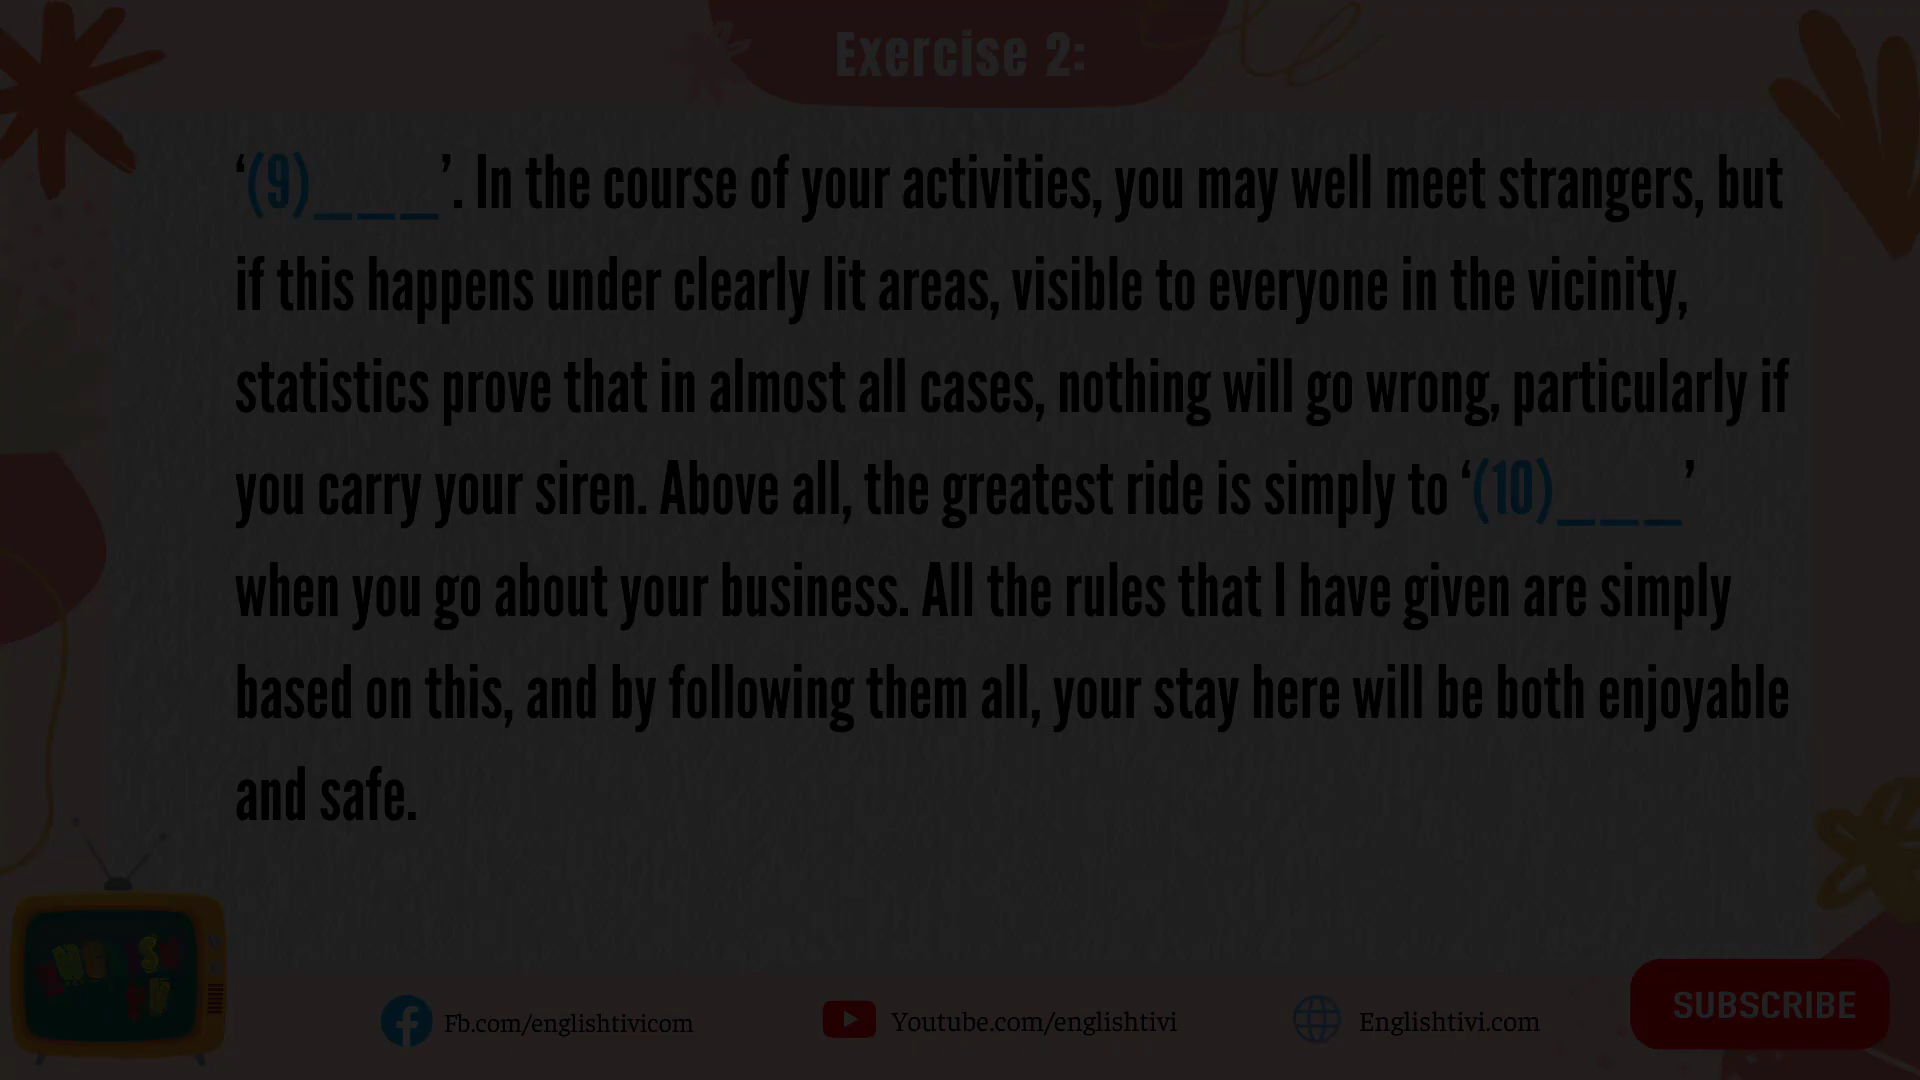 Exercise 2:
‘(9)___’. In the course of your activities, you may well meet strangers, but
if this happens under clearly lit areas, visible to everyone in the vicinity,
statistics prove that in almost all cases, nothing will go wrong, particularly if
you carry your siren. Above all, the greatest ride is simply to ‘(10)___’
when you go about your business. All the rules that I have given are simply
based on this, and by following them all, your stay here will be both enjoyable
and safe.
Fb.com/englishtivicom
Youtube.com/englishtivi
Englishtivi.com
SUBSCRIBE